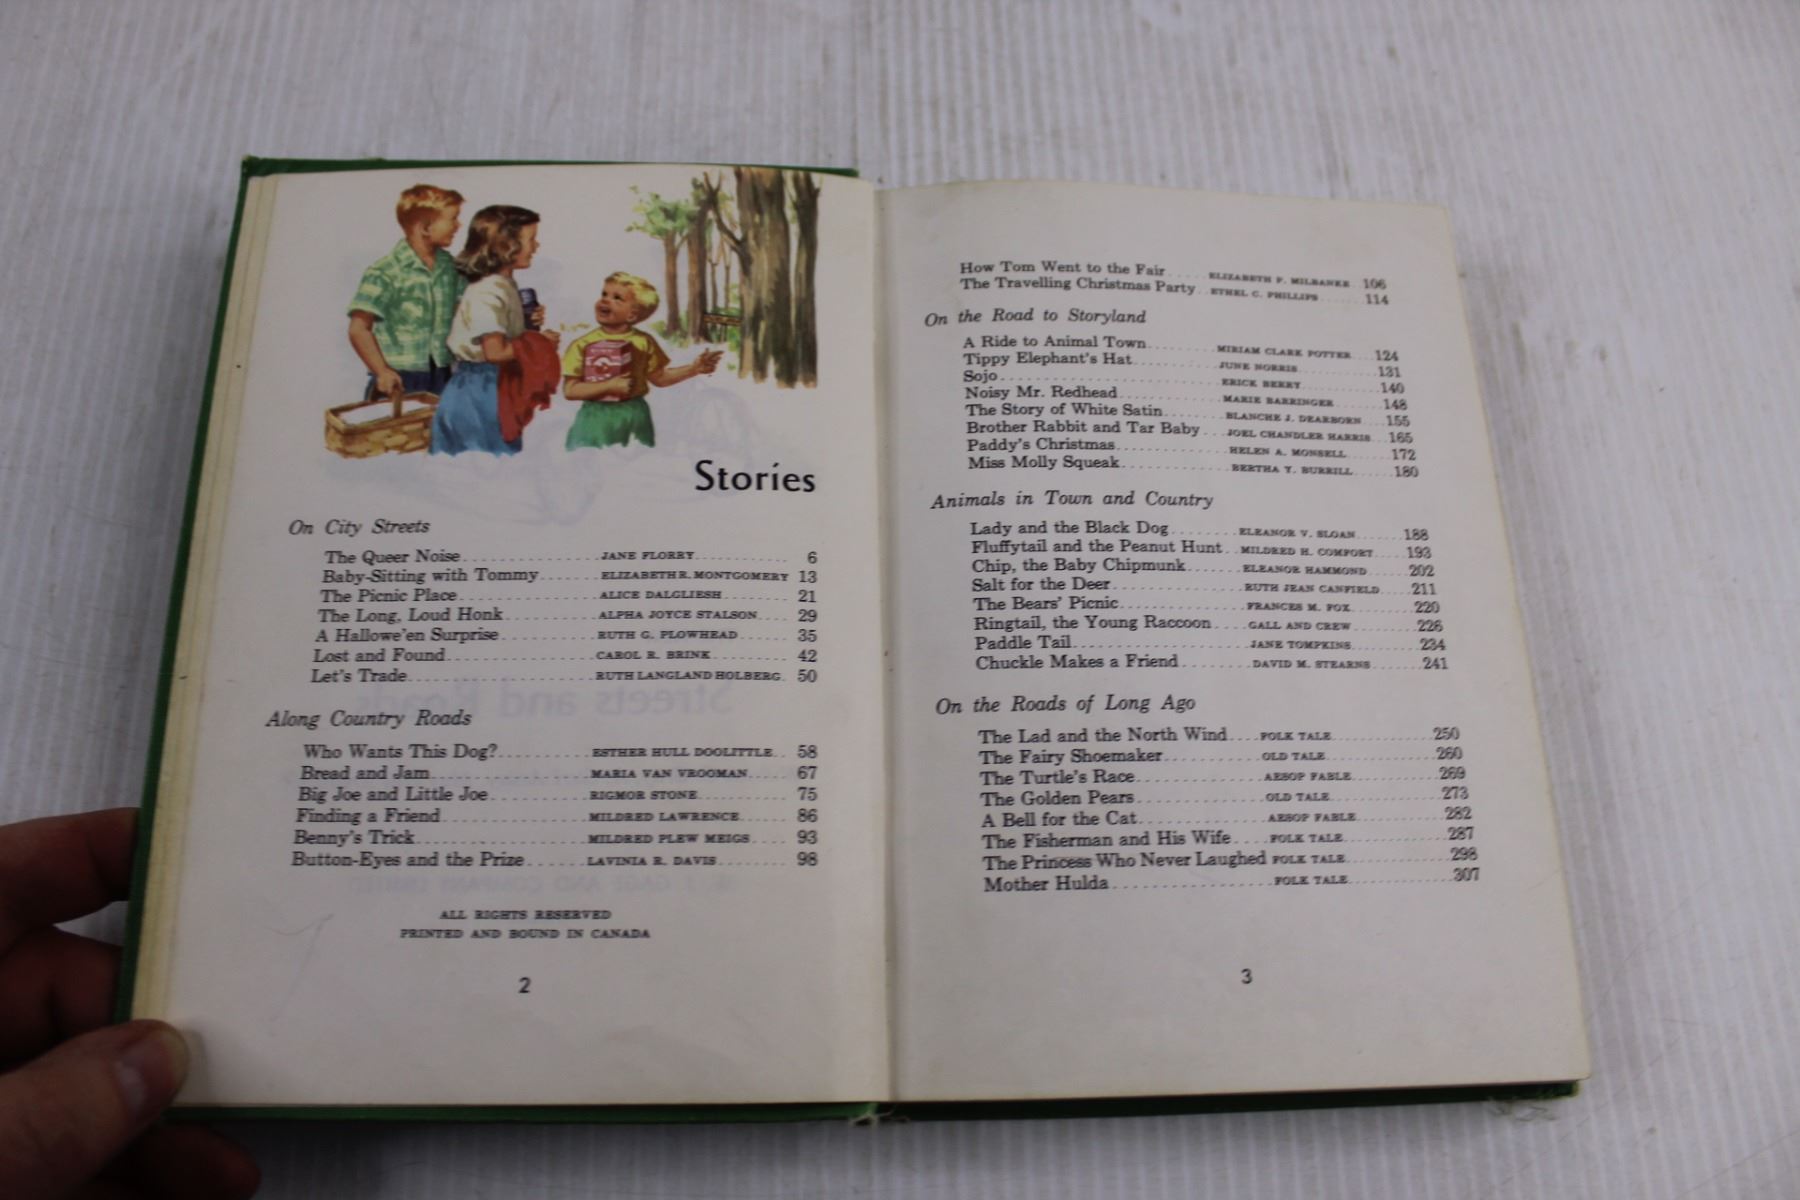 Stories
On City Streets
The Queer Noise JANE FLORRY 6
Baby-Sitting with Tommy ELIZABETH R. MONTGOMERY 13
The Picnic Place ALICE DALGLIESH 21
The Long, Loud Honk ALPHA JOYCE STALSON 29
A Hallowe'en Surprise RUTH G. PLOWHEAD 35
Lost and Found CAROL R. BRINK 42
Let's Trade RUTH LANGLAND HOLBERG 50
Along Country Roads
Who Wants This Dog? ESTHER HULL DOOLITTLE 58
Bread and Jam MARIA VAN VROOMAN 67
Big Joe and Little Joe RIGMOR STONE 75
Finding a Friend MILDRED LAWRENCE 86
Benny's Trick MILDRED PLEW MEIGS 93
Button-Eyes and the Prize LAVINIA R. DAVIS 98
ALL RIGHTS RESERVED
PRINTED AND BOUND IN CANADA
2
How Tom Went to the Fair ELIZABETH P. MILBANKE 106
The Travelling Christmas Party ETHEL C. PHILLIPS 114
On the Road to Storyland
A Ride to Animal Town MIRIAM CLARK POTTER 124
Tippy Elephant's Hat JUNE NORRIS 131
Sojo ERICK BERRY 140
Noisy Mr. Redhead MARIE BARRINGER 148
The Story of White Satin BLANCHE J. DEARBORN 155
Brother Rabbit and Tar Baby JOEL CHANDLER HARRIS 165
Paddy's Christmas HELEN A. MONSELL 172
Miss Molly Squeak BERTHA Y. BURRILL 180
Animals in Town and Country
Lady and the Black Dog ELEANOR V. SLOAN 188
Fluffytail and the Peanut Hunt MILDRED H. COMFORT 193
Chip, the Baby Chipmunk ELEANOR HAMMOND 202
Salt for the Deer RUTH JEAN CANFIELD 211
The Bears' Picnic FRANCES M. FOX 220
Ringtail, the Young Raccoon GALL AND CREW 226
Paddle Tail JANE TOMPKINS 234
Chuckle Makes a Friend DAVID M. STEARNS 241
On the Roads of Long Ago
The Lad and the North Wind FOLK TALE 250
The Fairy Shoemaker OLD TALE 260
The Turtle's Race AESOP FABLE 269
The Golden Pears OLD TALE 273
A Bell for the Cat AESOP FABLE 282
The Fisherman and His Wife FOLK TALE 287
The Princess Who Never Laughed FOLK TALE 298
Mother Hulda FOLK TALE 307
3